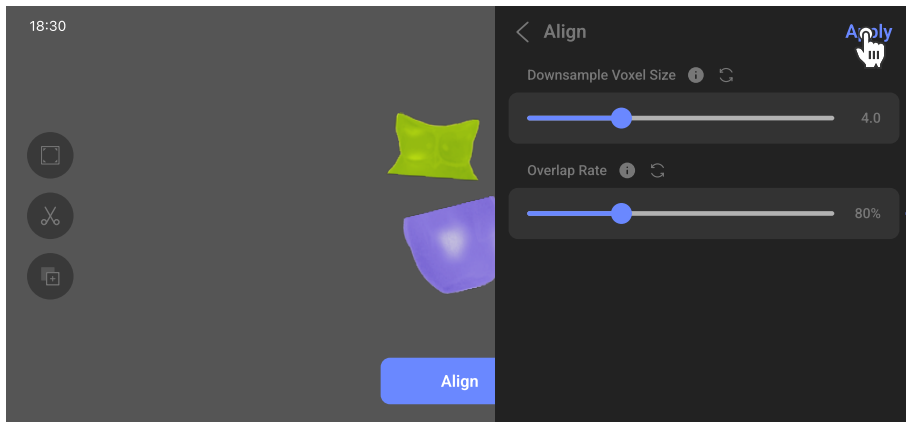 18:30
Align
Apply
Downsample Voxel Size
4.0
Overlap Rate
80%
Align